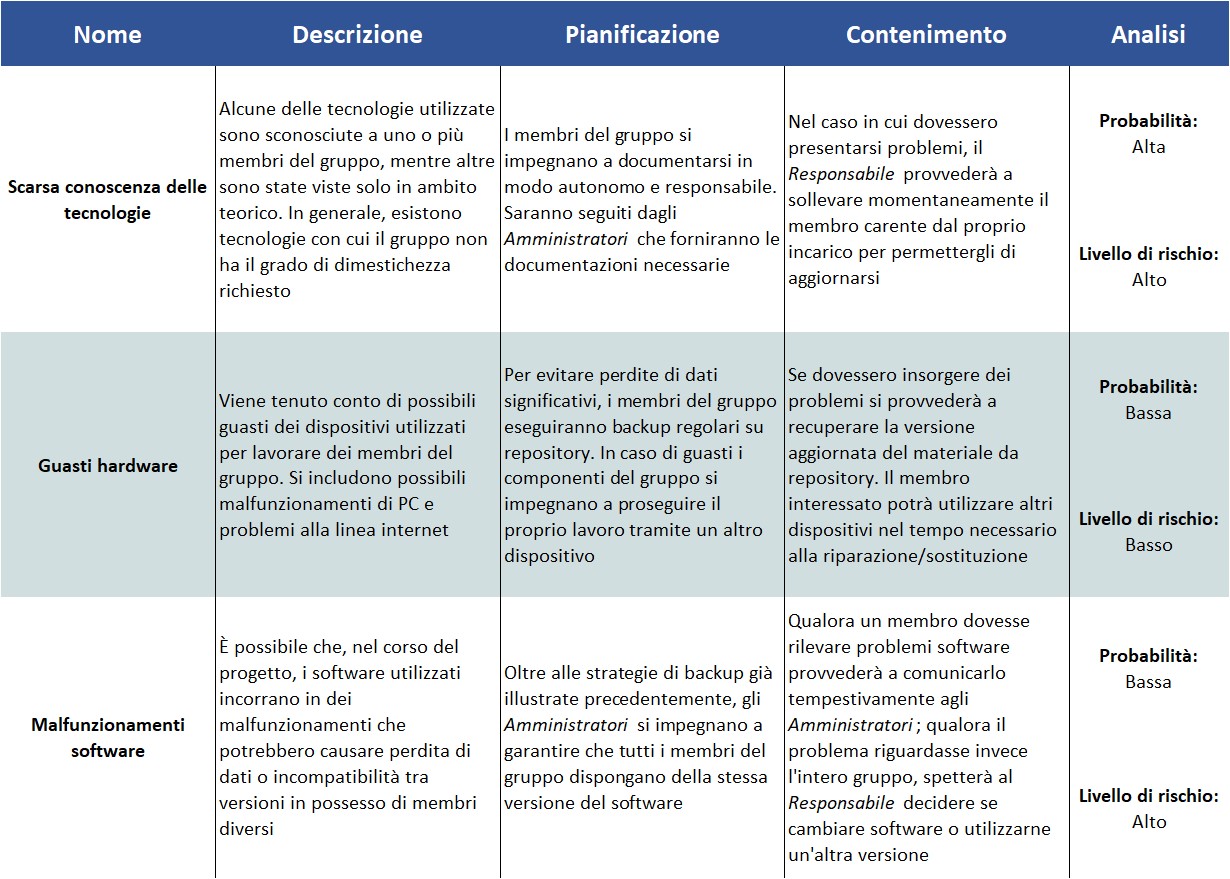 Nome
Descrizione
Pianificazione
Contenimento
Analisi
Scarsa conoscenza delle
tecnologie
Alcune delle tecnologie utilizzate
sono sconosciute a uno o più
membri del gruppo, mentre altre
sono state viste solo in ambito
teorico. In generale, esistono
tecnologie con cui il gruppo non
ha il grado di dimestichezza
richiesto
I membri del gruppo si
impegnano a documentarsi in
modo autonomo e responsabile.
Saranno seguiti dagli
Amministratori che forniranno le
documentazioni necessarie
Nel caso in cui dovessero
presentarsi problemi, il
Responsabile provvederà a
sollevare momentaneamente il
membro carente dal proprio
incarico per permettergli di
aggiornarsi
Probabilità:
Alta
Livello di rischio:
Alto
Guasti hardware
Viene tenuto conto di possibili
guasti dei dispositivi utilizzati
per lavorare dei membri del
gruppo. Si includono possibili
malfunzionamenti di PC e
problemi alla linea internet
Per evitare perdite di dati
significativi, i membri del gruppo
eseguiranno backup regolari su
repository. In caso di guasti i
componenti del gruppo si
impegnano a proseguire il
proprio lavoro tramite un altro
dispositivo
Se dovessero insorgere dei
problemi si provvederà a
recuperare la versione
aggiornata del materiale da
repository. Il membro
interessato potrà utilizzare altri
dispositivi nel tempo necessario
alla riparazione/sostituzione
Probabilità:
Bassa
Livello di rischio:
Basso
Malfunzionamenti
software
È possibile che, nel corso del
progetto, i software utilizzati
incorrano in dei
malfunzionamenti che
potrebbero causare perdita di
dati o incompatibilità tra
versioni in possesso di membri
diversi
Oltre alle strategie di backup già
illustrate precedentemente, gli
Amministratori si impegnano a
garantire che tutti i membri del
gruppo dispongano della stessa
versione del software
Qualora un membro dovesse
rilevare problemi software
provvederà a comunicarlo
tempestivamente agli
Amministratori; qualora il
problema riguardasse invece
l'intero gruppo, spetterà al
Responsabile decidere se
cambiare software o utilizzarne
un'altra versione
Probabilità:
Bassa
Livello di rischio:
Alto